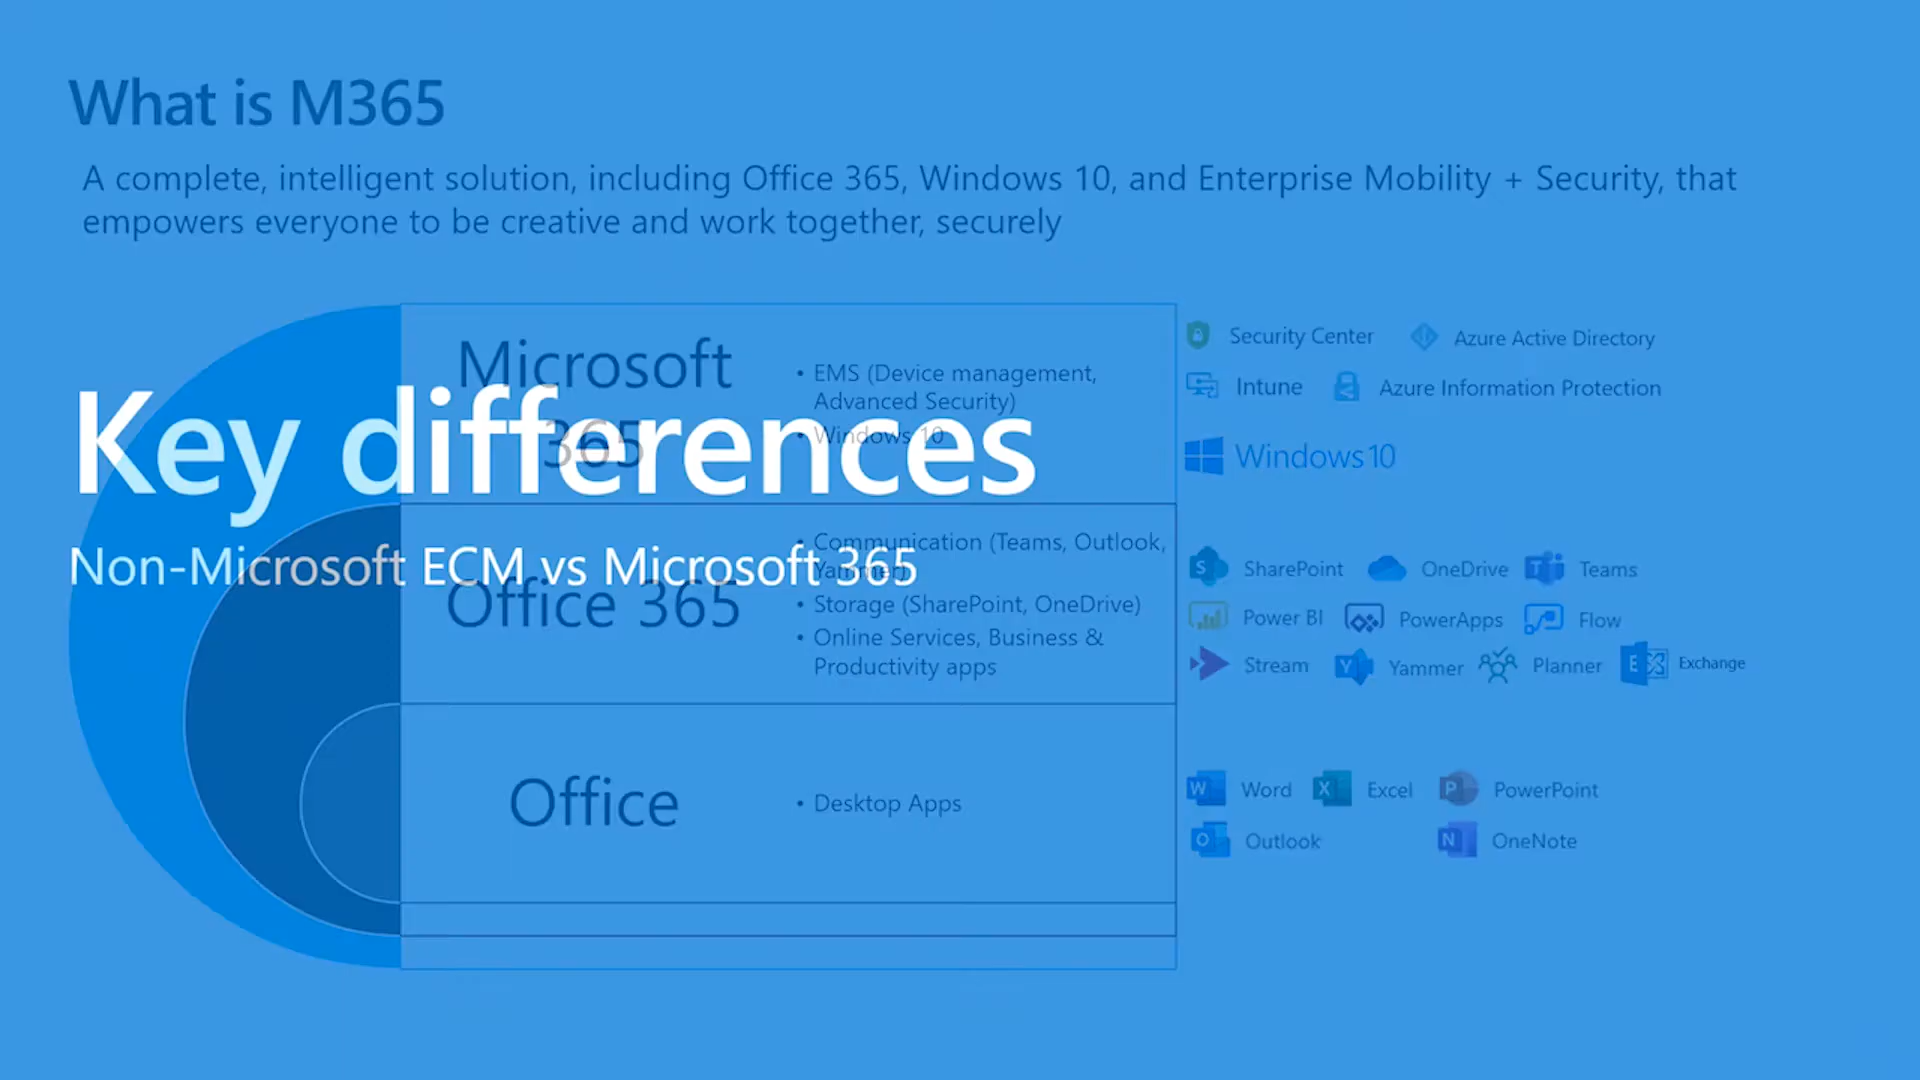 What is M365
A complete, intelligent solution, including Office 365, Windows 10, and Enterprise Mobility + Security, that
empowers everyone to be creative and work together, securely
Key differences
Non-Microsoft ECM vs Microsoft 365
Microsoft
365
• EMS (Device management,
Advanced Security)
• Windows 10
Security Center
Azure Active Directory
Intune
Azure Information Protection
Windows 10
Office 365
• Communication (Teams, Outlook,
Yammer)
• Storage (SharePoint, OneDrive)
• Online Services, Business &
Productivity apps
S SharePoint
OneDrive
T Teams
Power BI
PowerApps
Flow
Stream
Y Yammer
Planner
E Exchange
Office
• Desktop Apps
W Word
X Excel
P PowerPoint
O Outlook
N OneNote